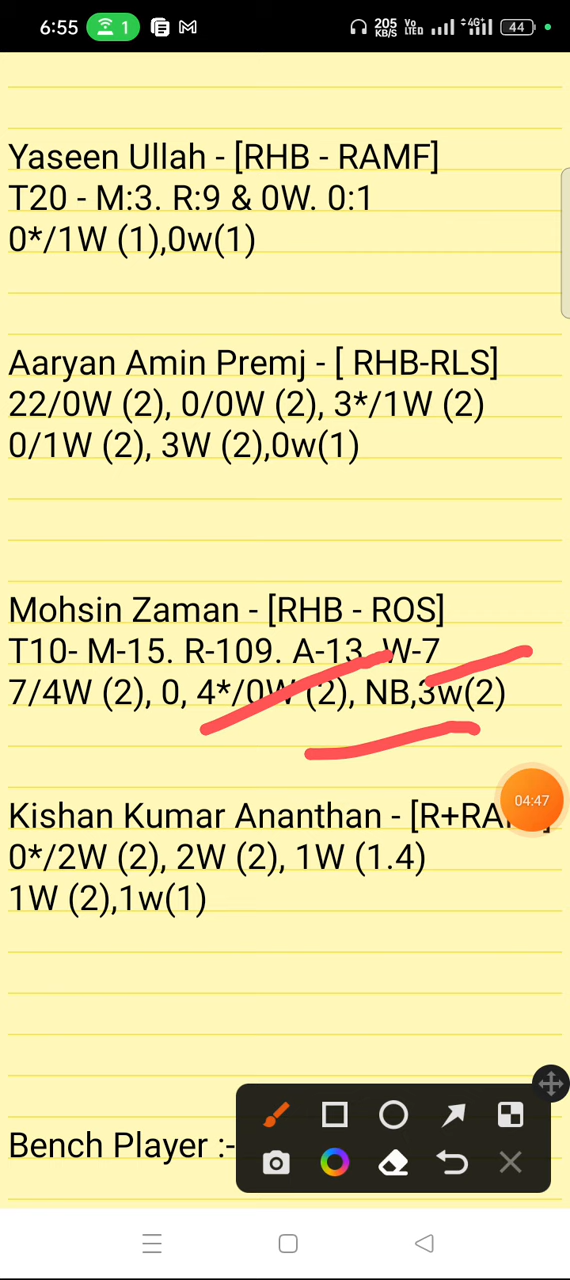 6:55 1 205 KB/S Vo LTED 4G+ 44
Yaseen Ullah - [RHB - RAMF]
T20 - M:3. R:9 & 0W. 0:1
0*/1W (1),0w(1)
Aaryan Amin Premj - [ RHB-RLS]
22/0W (2), 0/0W (2), 3*/1W (2)
0/1W (2), 3W (2),0w(1)
Mohsin Zaman - [RHB - ROS]
T10- M-15. R-109. A-13. W-7
7/4W (2), 0, 4*/0W (2), NB,3w(2)
04:47
Kishan Kumar Ananthan - [R+RA
0*/2W (2), 2W (2), 1W (1.4)
1W (2),1w(1)
Bench Player :-